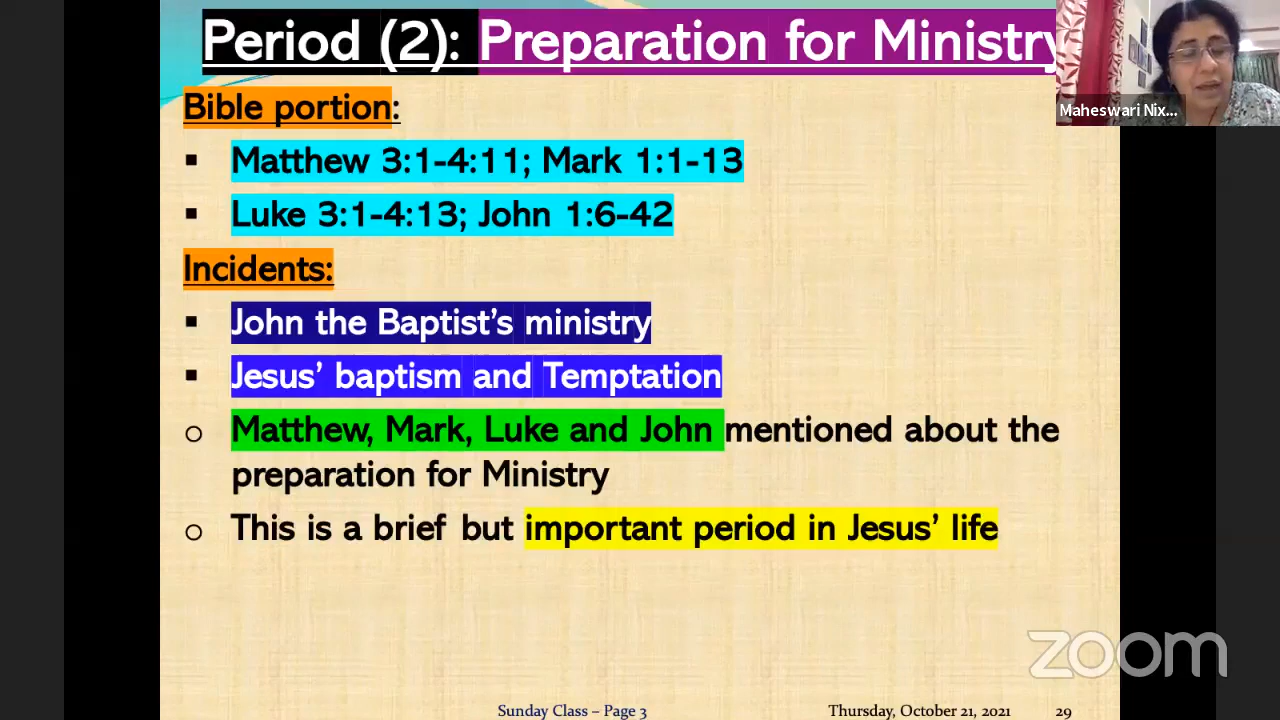 Period (2): Preparation for Ministry
Maheswari Nix...
Bible portion:
▪ Matthew 3:1-4:11; Mark 1:1-13
▪ Luke 3:1-4:13; John 1:6-42
Incidents:
▪ John the Baptist’s ministry
▪ Jesus’ baptism and Temptation
o Matthew, Mark, Luke and John mentioned about the
preparation for Ministry
o This is a brief but important period in Jesus’ life
zoom
Sunday Class – Page 3 Thursday, October 21, 2021 29